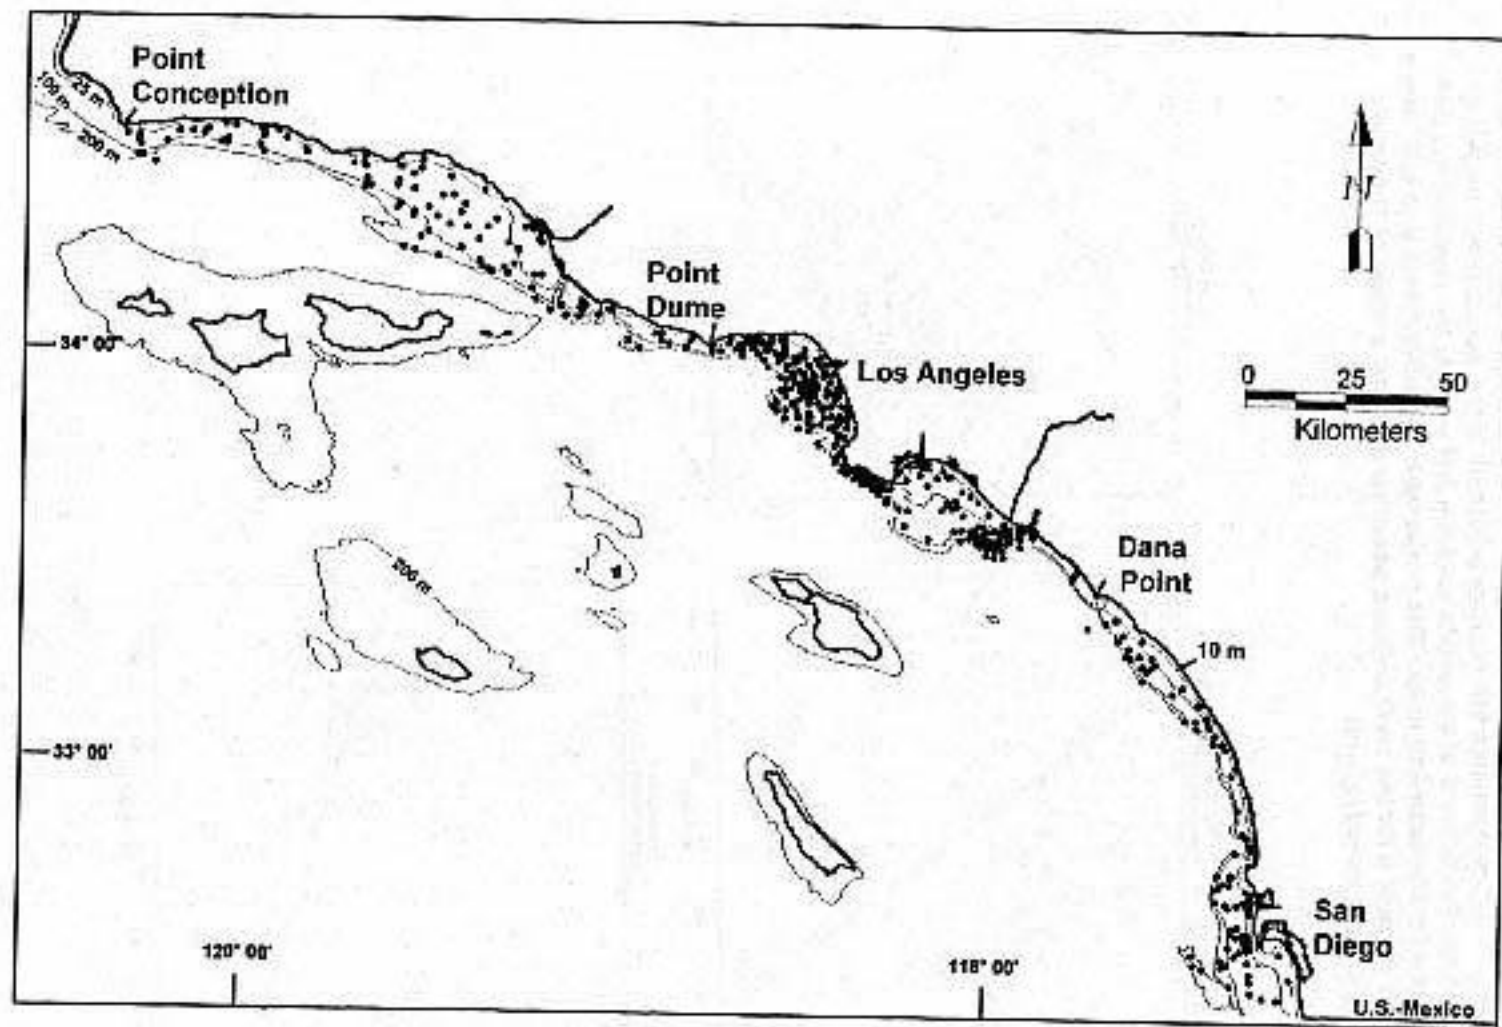 Point
Conception
100 m
25 m
200 m
N
Point
Dume
34° 00'
Los Angeles
0 25 50
Kilometers
200 m
Dana
Point
10 m
33° 00'
San
Diego
120° 00'
118° 00'
U.S.-Mexico